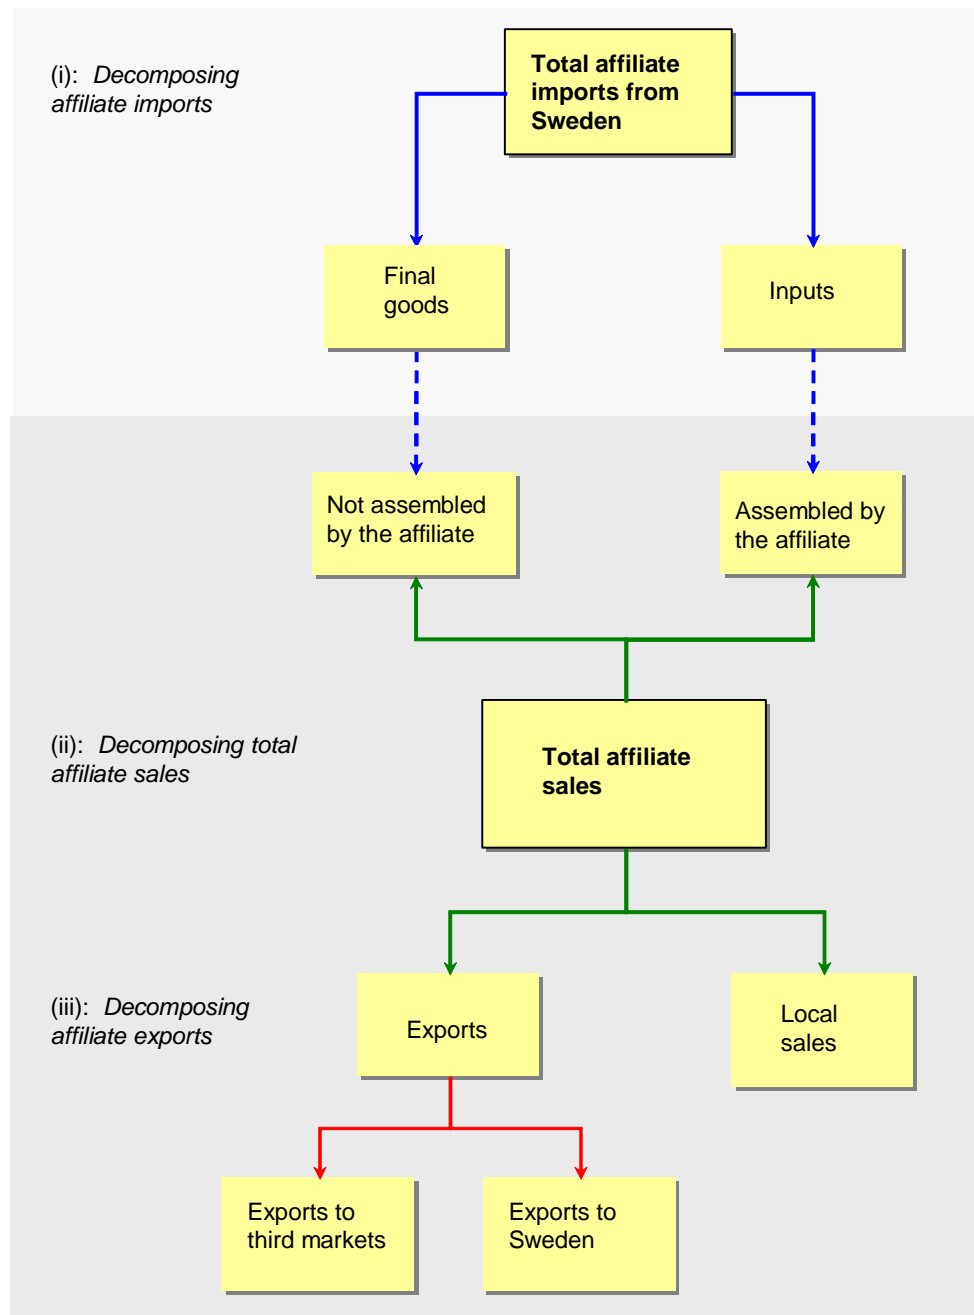 (i): Decomposing
affiliate imports
Total affiliate
imports from
Sweden
Final
goods
Inputs
Not assembled
by the affiliate
Assembled by
the affiliate
(ii): Decomposing total
affiliate sales
Total affiliate
sales
(iii): Decomposing
affiliate exports
Exports
Local
sales
Exports to
third markets
Exports to
Sweden